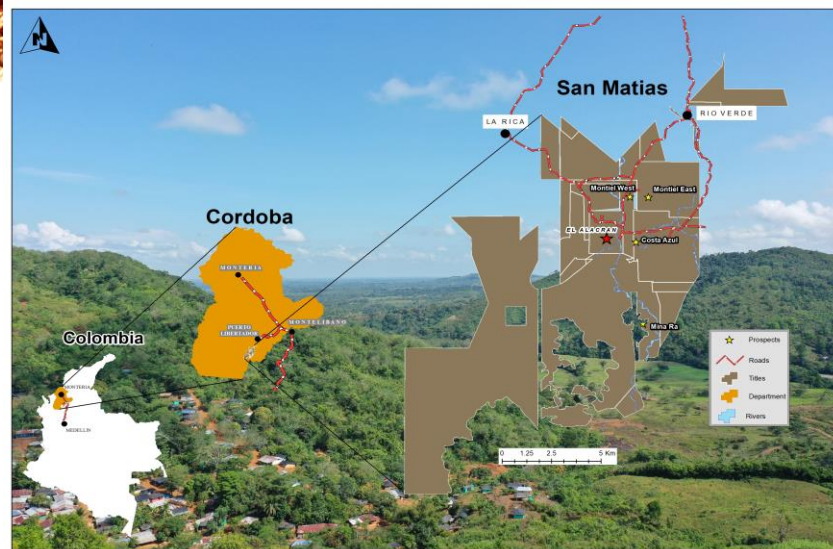 N
San Matias
LA RICA
RIO VERDE
Montiel West
Montiel East
EL ALACRAN
Costa Azul
Mina Ra
Cordoba
MONTERIA
PUERTO
LIBERTADOR
MONTELIBANO
Colombia
MONTERIA
MEDELLIN
Prospects
Roads
Titles
Department
Rivers
0 1.25 2.5 5 Km